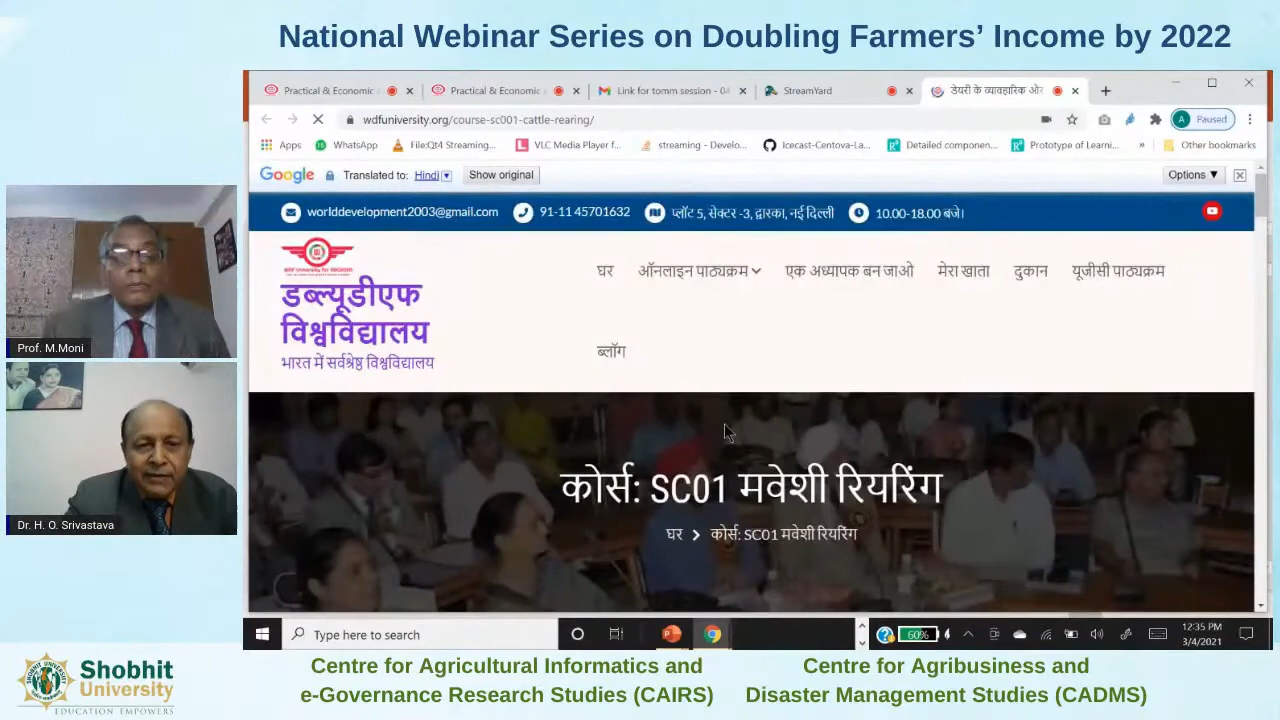 National Webinar Series on Doubling Farmers' Income by 2022
Practical & Economic
Practical & Economic
Link for tomm session - 04
StreamYard
डेयरी के व्यावहारिक और
wdfuniversity.org/course-sc001-cattle-rearing/
A Paused
Apps
WhatsApp
File:Qt4 Streaming...
VLC Media Player f...
streaming - Develo...
Icecast-Centova-La...
Detailed componen...
Prototype of Learni...
»
Other bookmarks
Google Translated to: Hindi Show original Options ▼
worlddevelopment2003@gmail.com
91-11 45701632
प्लॉट 5, सेक्टर -3, द्वारका, नई दिल्ली
10.00-18.00 बजे।
घर ऑनलाइन पाठ्यक्रम एक अध्यापक बन जाओ मेरा खाता दुकान यूजीसी पाठ्यक्रम
ब्लॉग
डब्ल्यूडीएफ
विश्वविद्यालय
भारत में सर्वश्रेष्ठ विश्वविद्यालय
कोर्स: SC01 मवेशी रियरिंग
घर > कोर्स: SC01 मवेशी रियरिंग
Prof. M.Moni
Dr. H. O. Srivastava
Type here to search
60%
12:35 PM
3/4/2021
Shobhit
University
EDUCATION EMPOWERS
Centre for Agricultural Informatics and
e-Governance Research Studies (CAIRS)
Centre for Agribusiness and
Disaster Management Studies (CADMS)